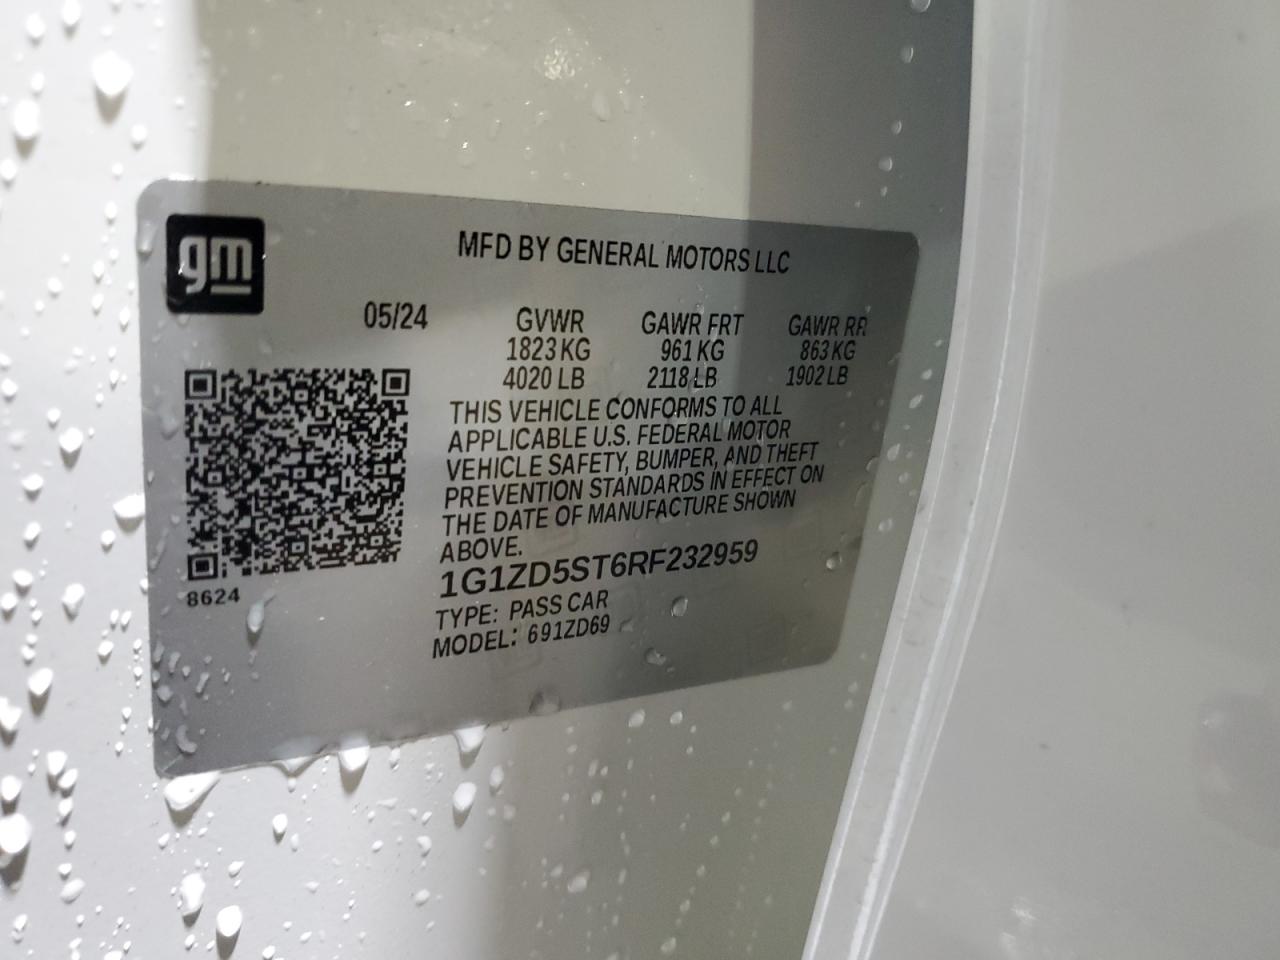 gm
MFD BY GENERAL MOTORS LLC
05/24
GVWR GAWR FRT GAWR RR
1823 KG 961 KG 863 KG
4020 LB 2118 LB 1902 LB
THIS VEHICLE CONFORMS TO ALL
APPLICABLE U.S. FEDERAL MOTOR
VEHICLE SAFETY, BUMPER, AND THEFT
PREVENTION STANDARDS IN EFFECT ON
THE DATE OF MANUFACTURE SHOWN
ABOVE.
1G1ZD5ST6RF232959
TYPE: PASS CAR
MODEL: 691ZD69
8624